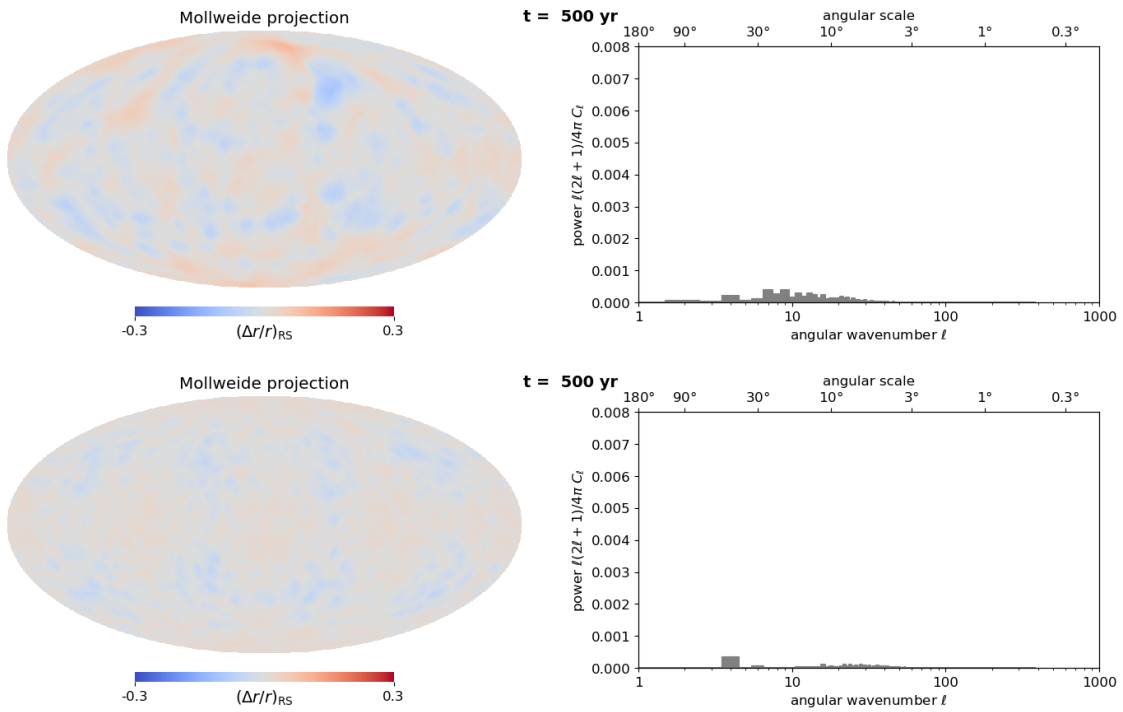 Mollweide projection
t =  500 yr
angular scale
180° 90° 30° 10° 3° 1° 0.3°
0.008
0.007
0.006
0.005
0.004
0.003
0.002
0.001
0.000
power ℓ(2ℓ + 1)/4π Cℓ
1 10 100 1000
angular wavenumber ℓ
-0.3 0.3
(Δr/r)RS
Mollweide projection
t =  500 yr
angular scale
180° 90° 30° 10° 3° 1° 0.3°
0.008
0.007
0.006
0.005
0.004
0.003
0.002
0.001
0.000
power ℓ(2ℓ + 1)/4π Cℓ
1 10 100 1000
angular wavenumber ℓ
-0.3 0.3
(Δr/r)RS